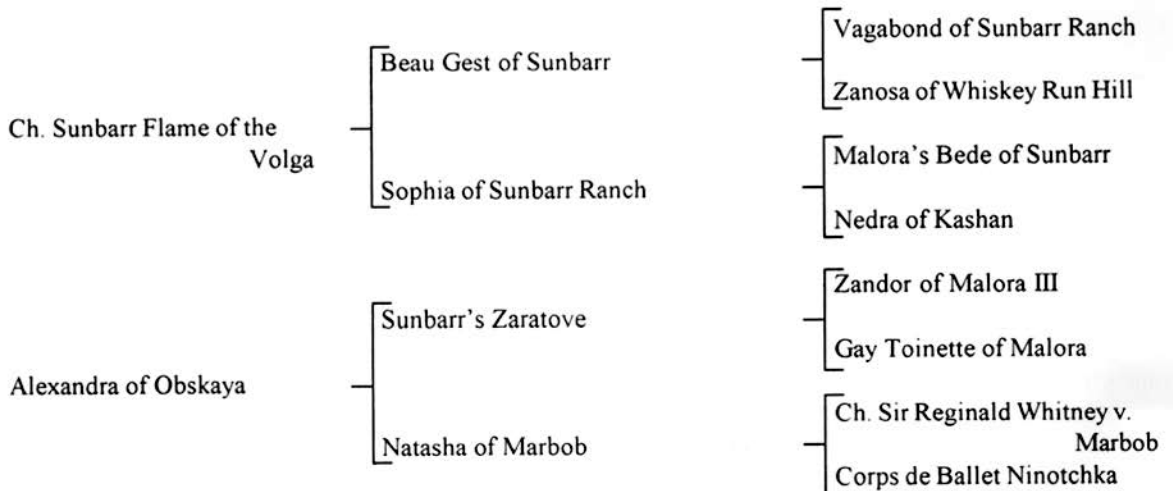 Vagabond of Sunbarr Ranch
Beau Gest of Sunbarr
Zanosa of Whiskey Run Hill
Ch. Sunbarr Flame of the
Volga
Malora's Bede of Sunbarr
Sophia of Sunbarr Ranch
Nedra of Kashan
Zandor of Malora III
Sunbarr's Zaratove
Gay Toinette of Malora
Alexandra of Obskaya
Ch. Sir Reginald Whitney v.
Marbob
Natasha of Marbob
Corps de Ballet Ninotchka